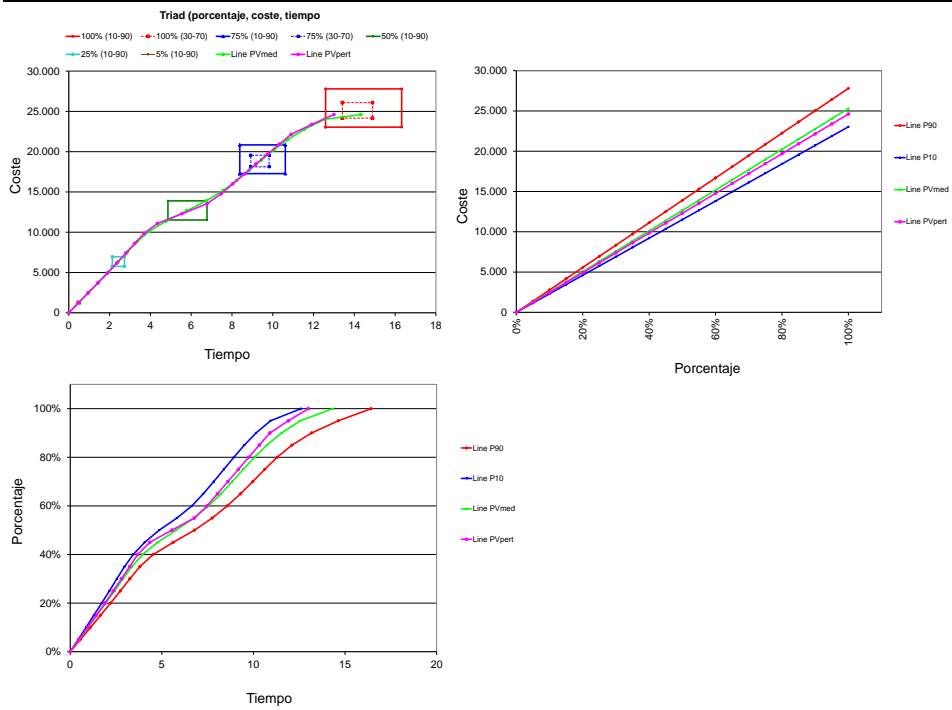 Triad (porcentaje, coste, tiempo
100% (10-90) 100% (30-70) 75% (10-90) 75% (30-70) 50% (10-90)
25% (10-90) 5% (10-90) Line PVmed Line PVpert
30.000
25.000
20.000
15.000
10.000
5.000
0
Coste
0 2 4 6 8 10 12 14 16 18
Tiempo
30.000
25.000
20.000
15.000
10.000
5.000
0
Coste
0% 20% 40% 60% 80% 100%
Porcentaje
Line P90
Line P10
Line PVmed
Line PVpert
100%
80%
60%
40%
20%
0%
Porcentaje
0 5 10 15 20
Tiempo
Line P90
Line P10
Line PVmed
Line PVpert